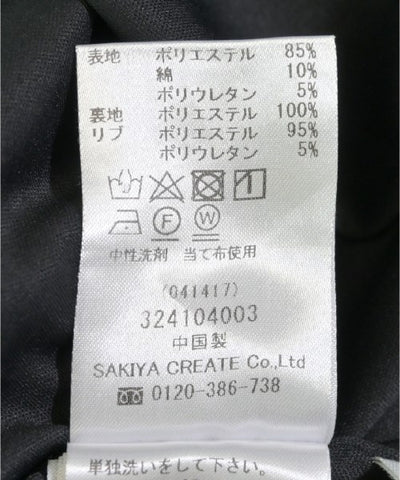 表地 ポリエステル 85%
綿 10%
ポリウレタン 5%
裏地 ポリエステル 100%
リブ ポリエステル 95%
ポリウレタン 5%
F W
中性洗剤 当て布使用
(041417)
324104003
中国製
SAKIYA CREATE Co.,Ltd
0120-386-738
単独洗いをして下さい。